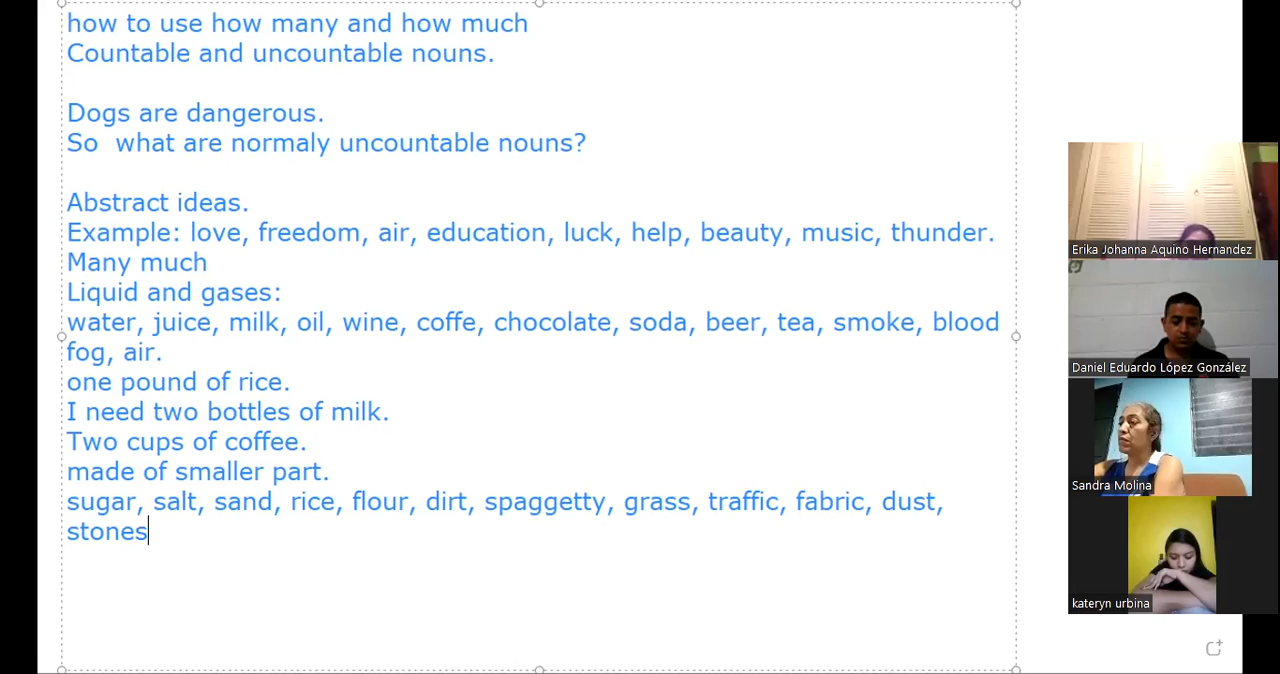 how to use how many and how much
Countable and uncountable nouns.
Dogs are dangerous.
So  what are normaly uncountable nouns?
Abstract ideas.
Example: love, freedom, air, education, luck, help, beauty, music, thunder.
Many much
Liquid and gases:
water, juice, milk, oil, wine, coffe, chocolate, soda, beer, tea, smoke, blood
fog, air.
one pound of rice.
I need two bottles of milk.
Two cups of coffee.
made of smaller part.
sugar, salt, sand, rice, flour, dirt, spaggetty, grass, traffic, fabric, dust,
stones
Erika Johanna Aquino Hernandez
Daniel Eduardo López González
Sandra Molina
kateryn urbina